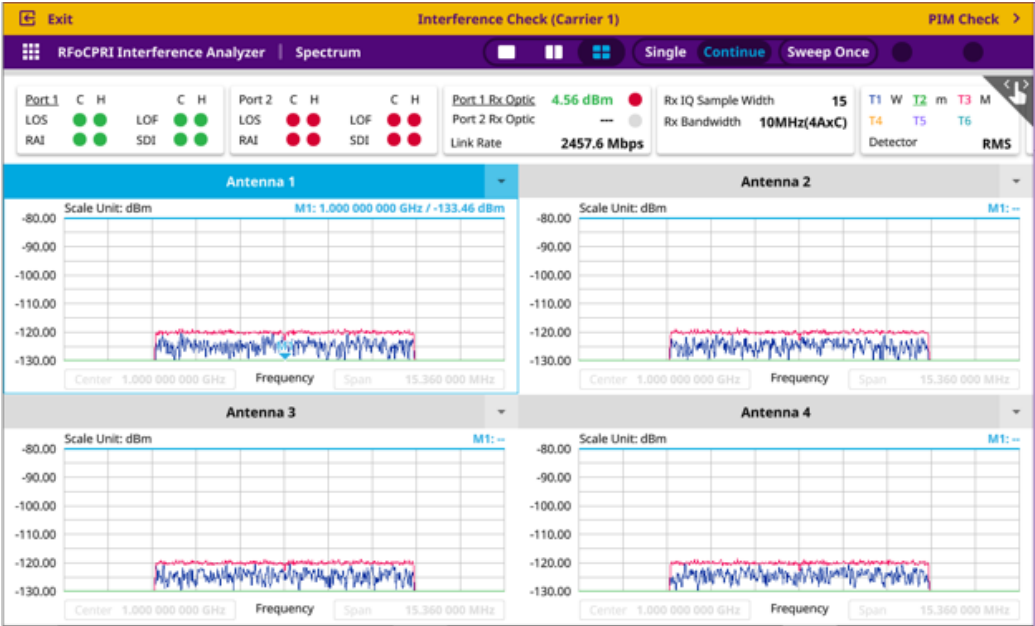 Exit Interference Check (Carrier 1) PIM Check >
RFoCPRI Interference Analyzer | Spectrum Single Continue Sweep Once
Port 1 C H C H
LOS LOF
RAI SDI
Port 2 C H C H
LOS LOF
RAI SDI
Port 1 Rx Optic 4.56 dBm
Port 2 Rx Optic ---
Link Rate 2457.6 Mbps
Rx IQ Sample Width 15
Rx Bandwidth 10MHz(4AxC)
T1 W T2 m T3 M
T4 T5 T6
Detector RMS
Antenna 1
Scale Unit: dBm M1: 1.000 000 000 GHz / -133.46 dBm
-80.00
-90.00
-100.00
-110.00
-120.00
-130.00
Center 1.000 000 000 GHz Frequency Span 15.360 000 MHz
Antenna 2
Scale Unit: dBm M1: --
-80.00
-90.00
-100.00
-110.00
-120.00
-130.00
Center 1.000 000 000 GHz Frequency Span 15.360 000 MHz
Antenna 3
Scale Unit: dBm M1: --
-80.00
-90.00
-100.00
-110.00
-120.00
-130.00
Center 1.000 000 000 GHz Frequency Span 15.360 000 MHz
Antenna 4
Scale Unit: dBm M1: --
-80.00
-90.00
-100.00
-110.00
-120.00
-130.00
Center 1.000 000 000 GHz Frequency Span 15.360 000 MHz